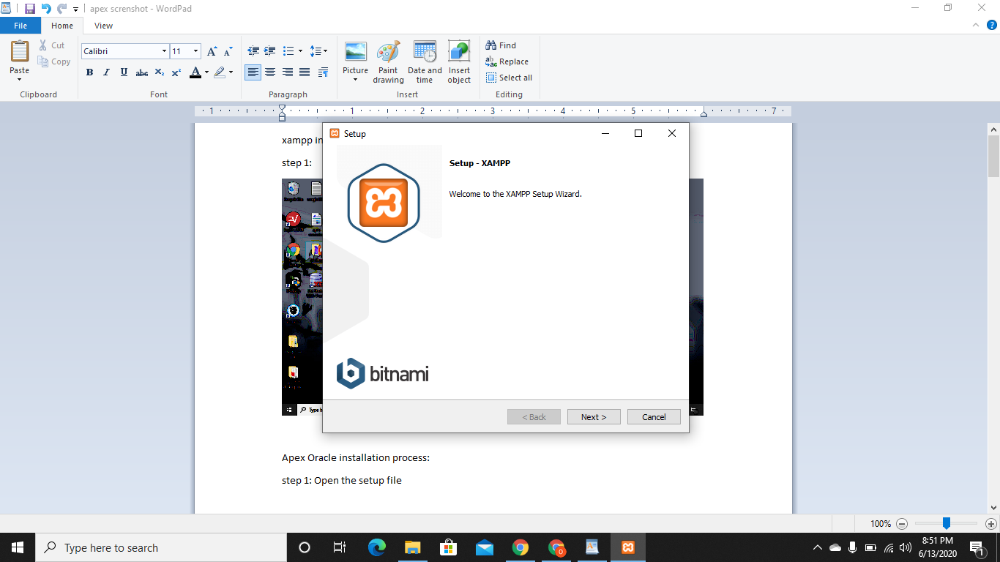 apex screnshot - WordPad
File
Home
View
Paste
Cut
Copy
Clipboard
Calibri
11
Font
Paragraph
Picture
Paint drawing
Date and time
Insert object
Insert
Find
Replace
Select all
Editing
1 1 2 3 4 5 7
xampp in
step 1:
Setup
Setup - XAMPP
Welcome to the XAMPP Setup Wizard.
bitnami
< Back
Next >
Cancel
Type h
Apex Oracle installation process:
step 1: Open the setup file
100%
Type here to search
8:51 PM
6/13/2020
1